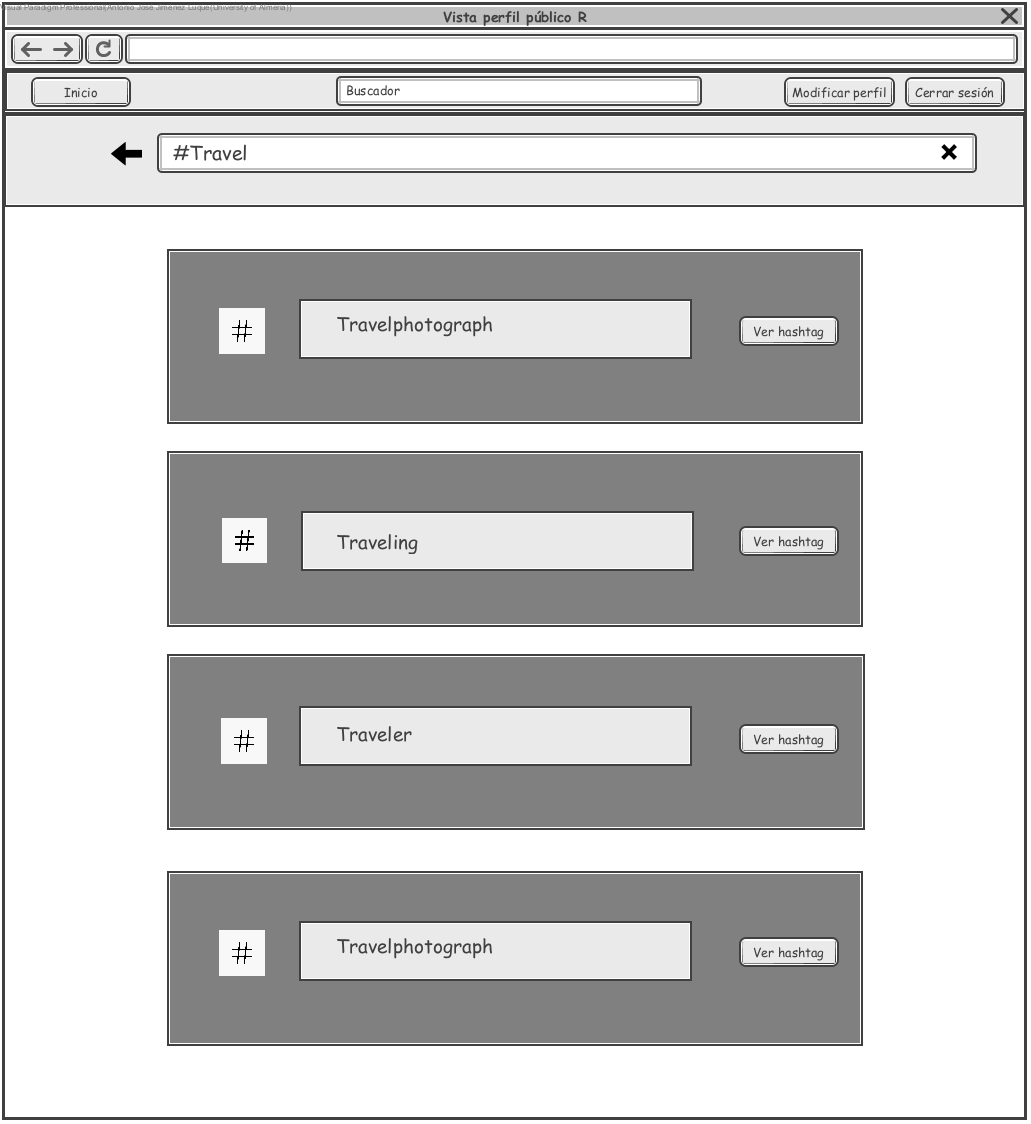 Visual Paradigm Professional(Antonio José Jiménez Luque(University of Almeria))
Vista perfil público R
Inicio
Buscador
Modificar perfil
Cerrar sesión
#Travel
#
Travelphotograph
Ver hashtag
#
Traveling
Ver hashtag
#
Traveler
Ver hashtag
#
Travelphotograph
Ver hashtag